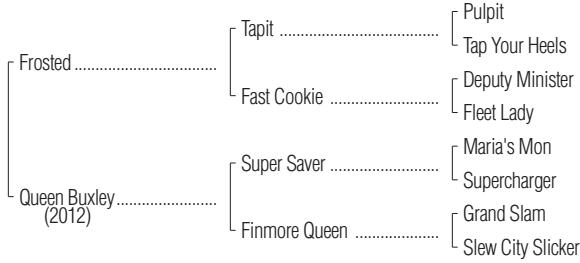 Pulpit
Tapit ................................................
Tap Your Heels
Frosted ...........................................
Deputy Minister
Fast Cookie .................................
Fleet Lady
Maria's Mon
Super Saver .................................
Supercharger
Queen Buxley ..............................
(2012)
Grand Slam
Finmore Queen .........................
Slew City Slicker